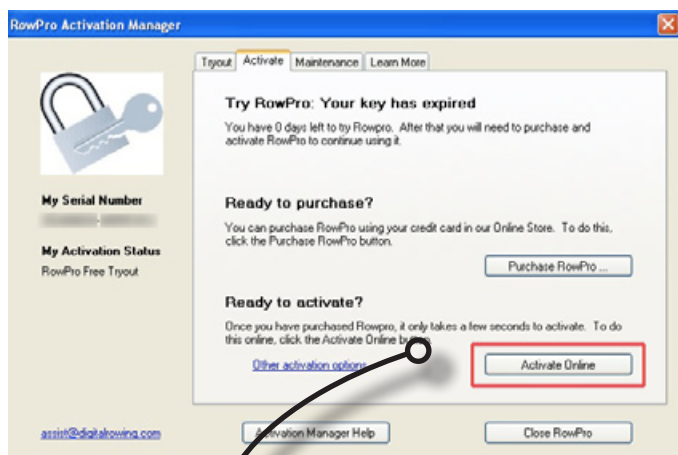 RowPro Activation Manager
Tryout Activate Maintenance Learn More
Try RowPro: Your key has expired
You have 0 days left to try Rowpro. After that you will need to purchase and
activate RowPro to continue using it.
My Serial Number
Ready to purchase?
You can purchase RowPro using your credit card in our Online Store. To do this,
click the Purchase RowPro button.
My Activation Status
RowPro Free Tryout
Purchase RowPro ...
Ready to activate?
Once you have purchased Rowpro, it only takes a few seconds to activate. To do
this online, click the Activate Online button.
Other activation options
Activate Online
assist@digitalrowing.com
Activation Manager Help
Close RowPro